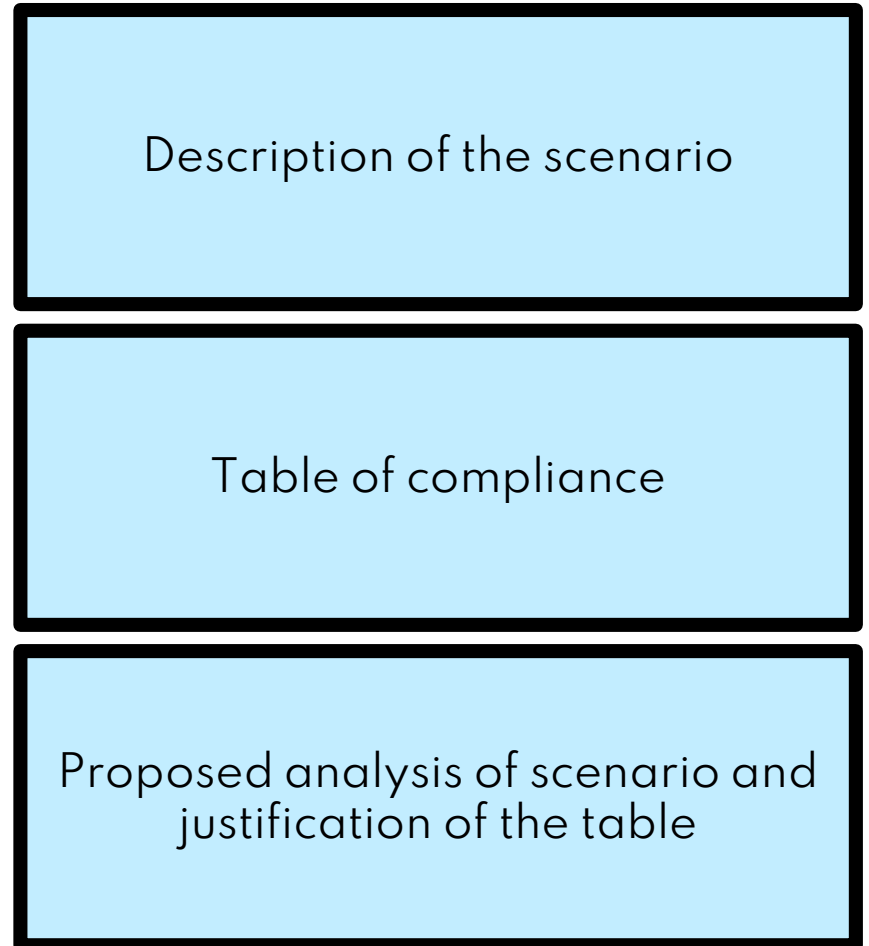 Description of the scenario
Table of compliance
Proposed analysis of scenario and
justification of the table